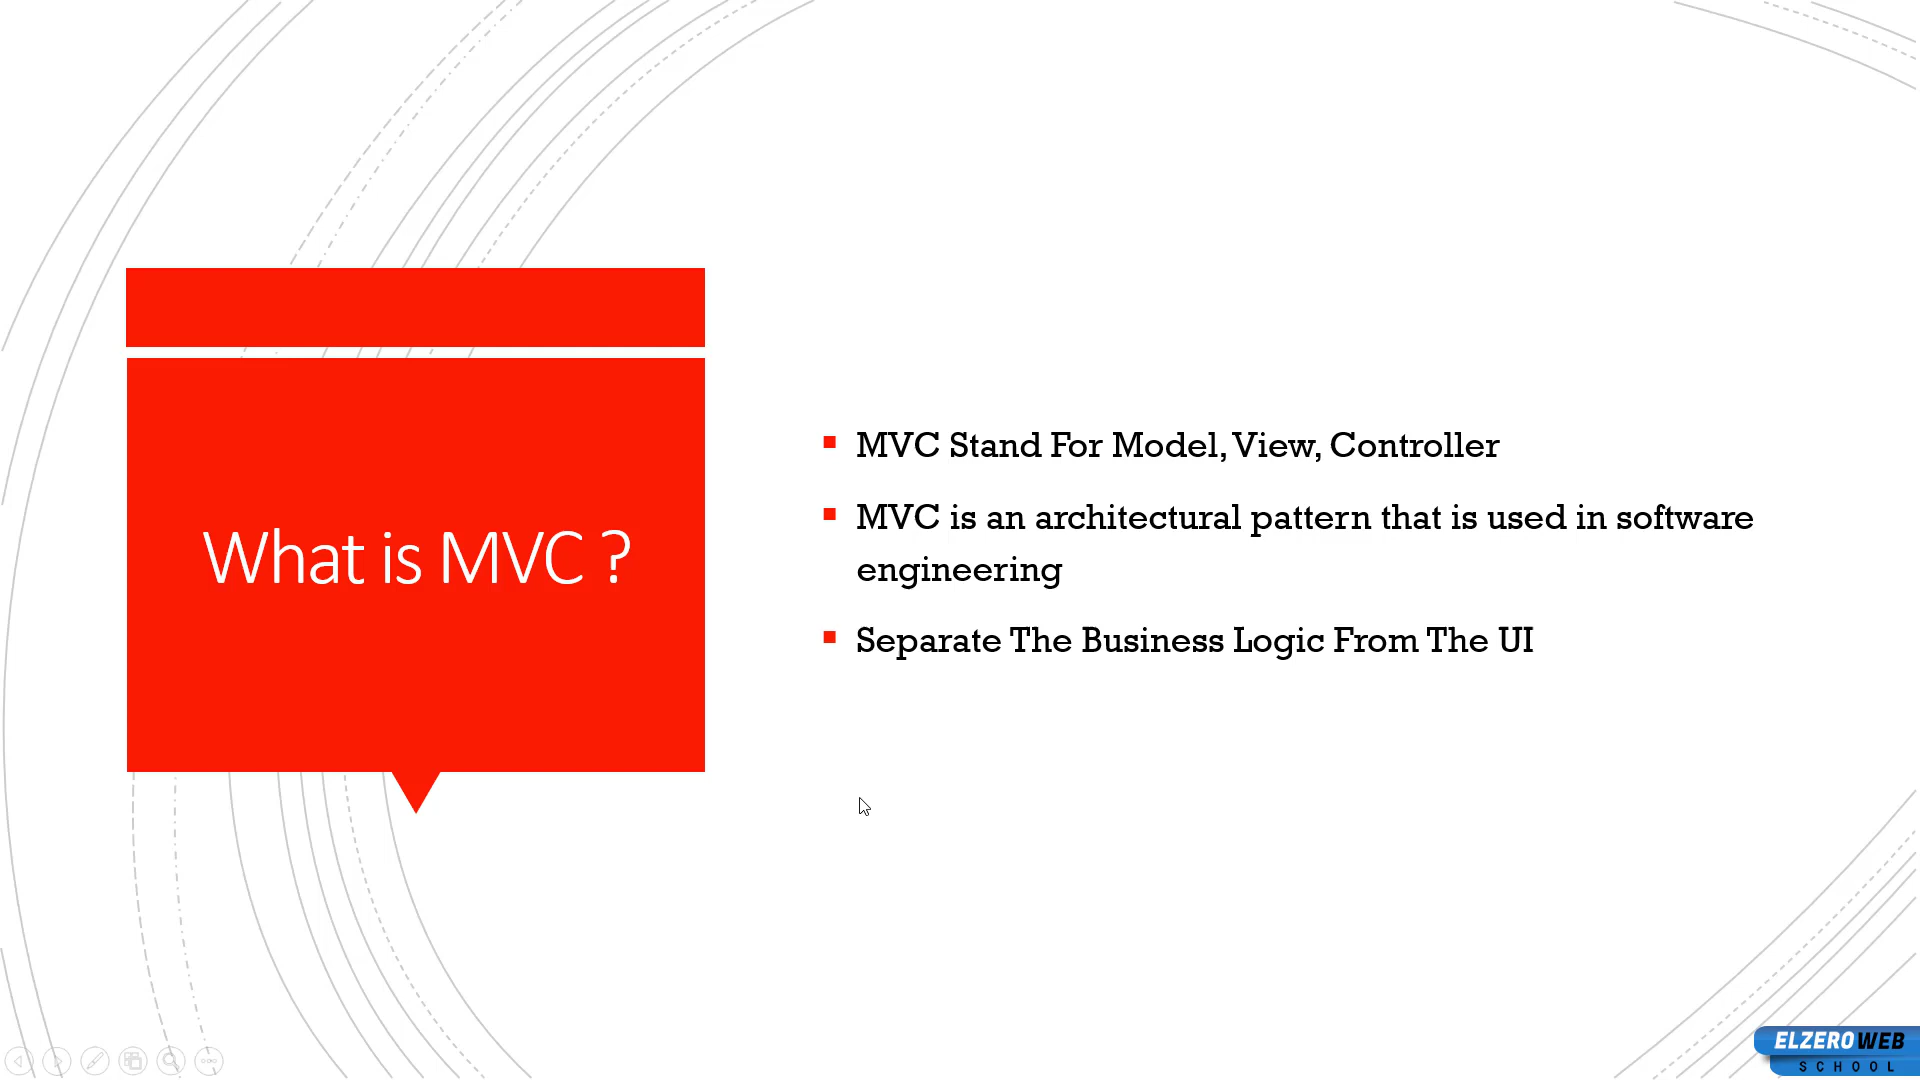 What is MVC ?
MVC Stand For Model, View, Controller
MVC is an architectural pattern that is used in software
engineering
Separate The Business Logic From The UI
ELZERO WEB
SCHOOL